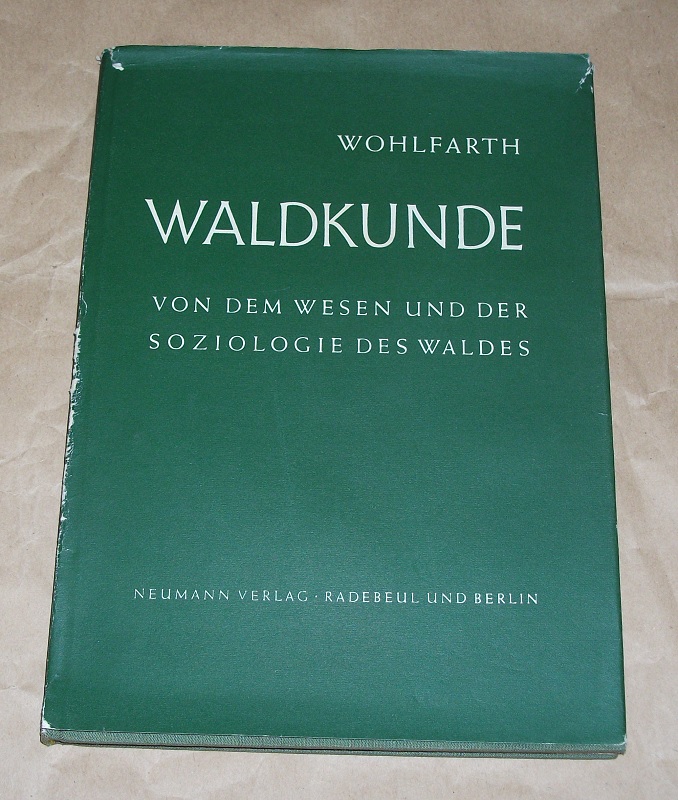 WOHLFARTH
WALDKUNDE
VON DEM WESEN UND DER
SOZIOLOGIE DES WALDES
NEUMANN VERLAG · RADEBEUL UND BERLIN